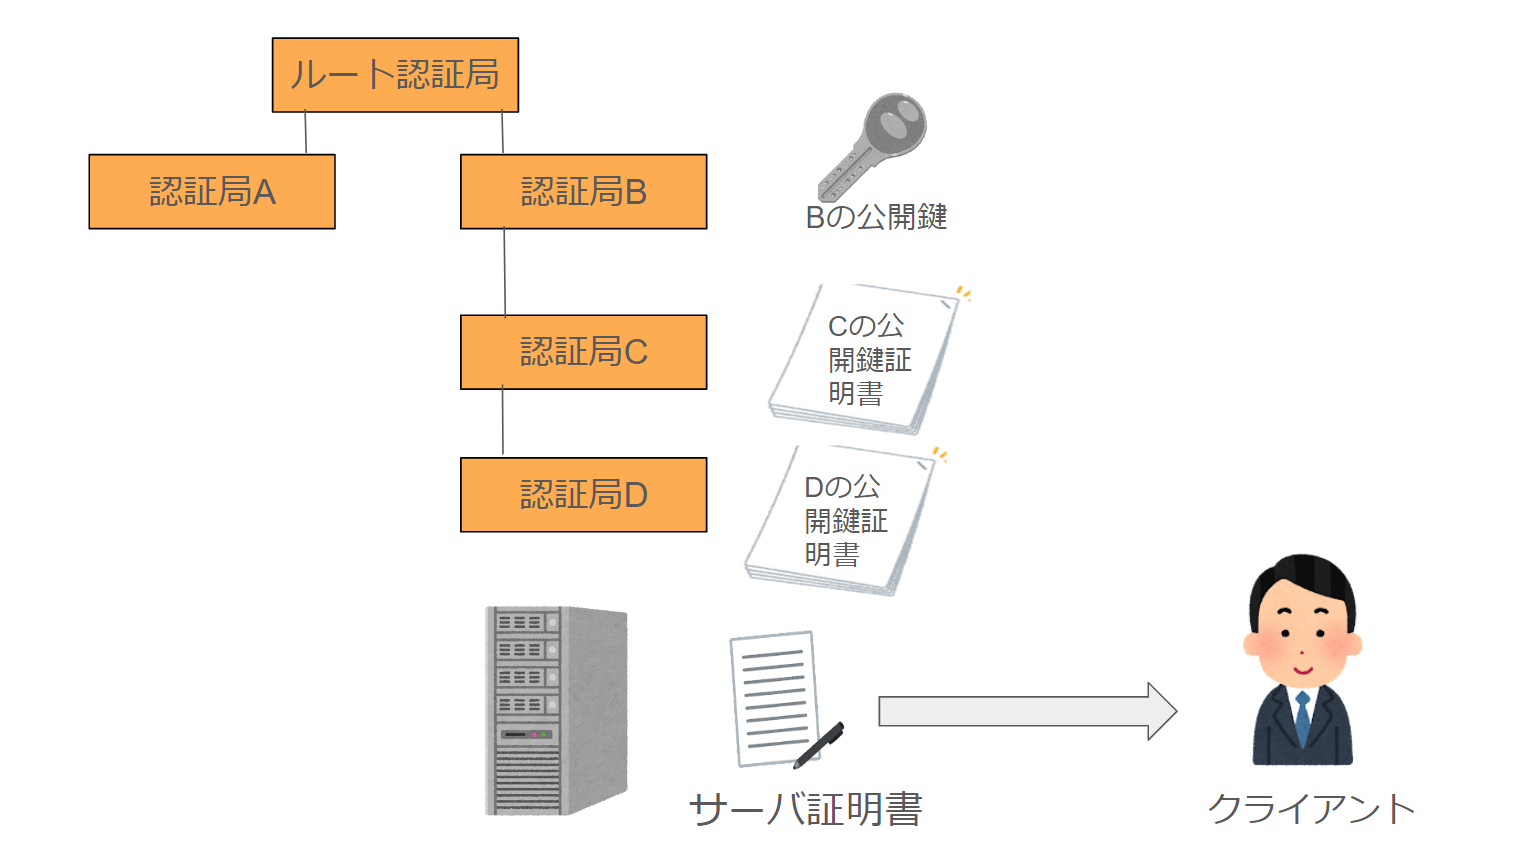 ルート認証局
認証局A
認証局B
Bの公開鍵
認証局C
Cの公
開鍵証
明書
認証局D
Dの公
開鍵証
明書
サーバ証明書
クライアント